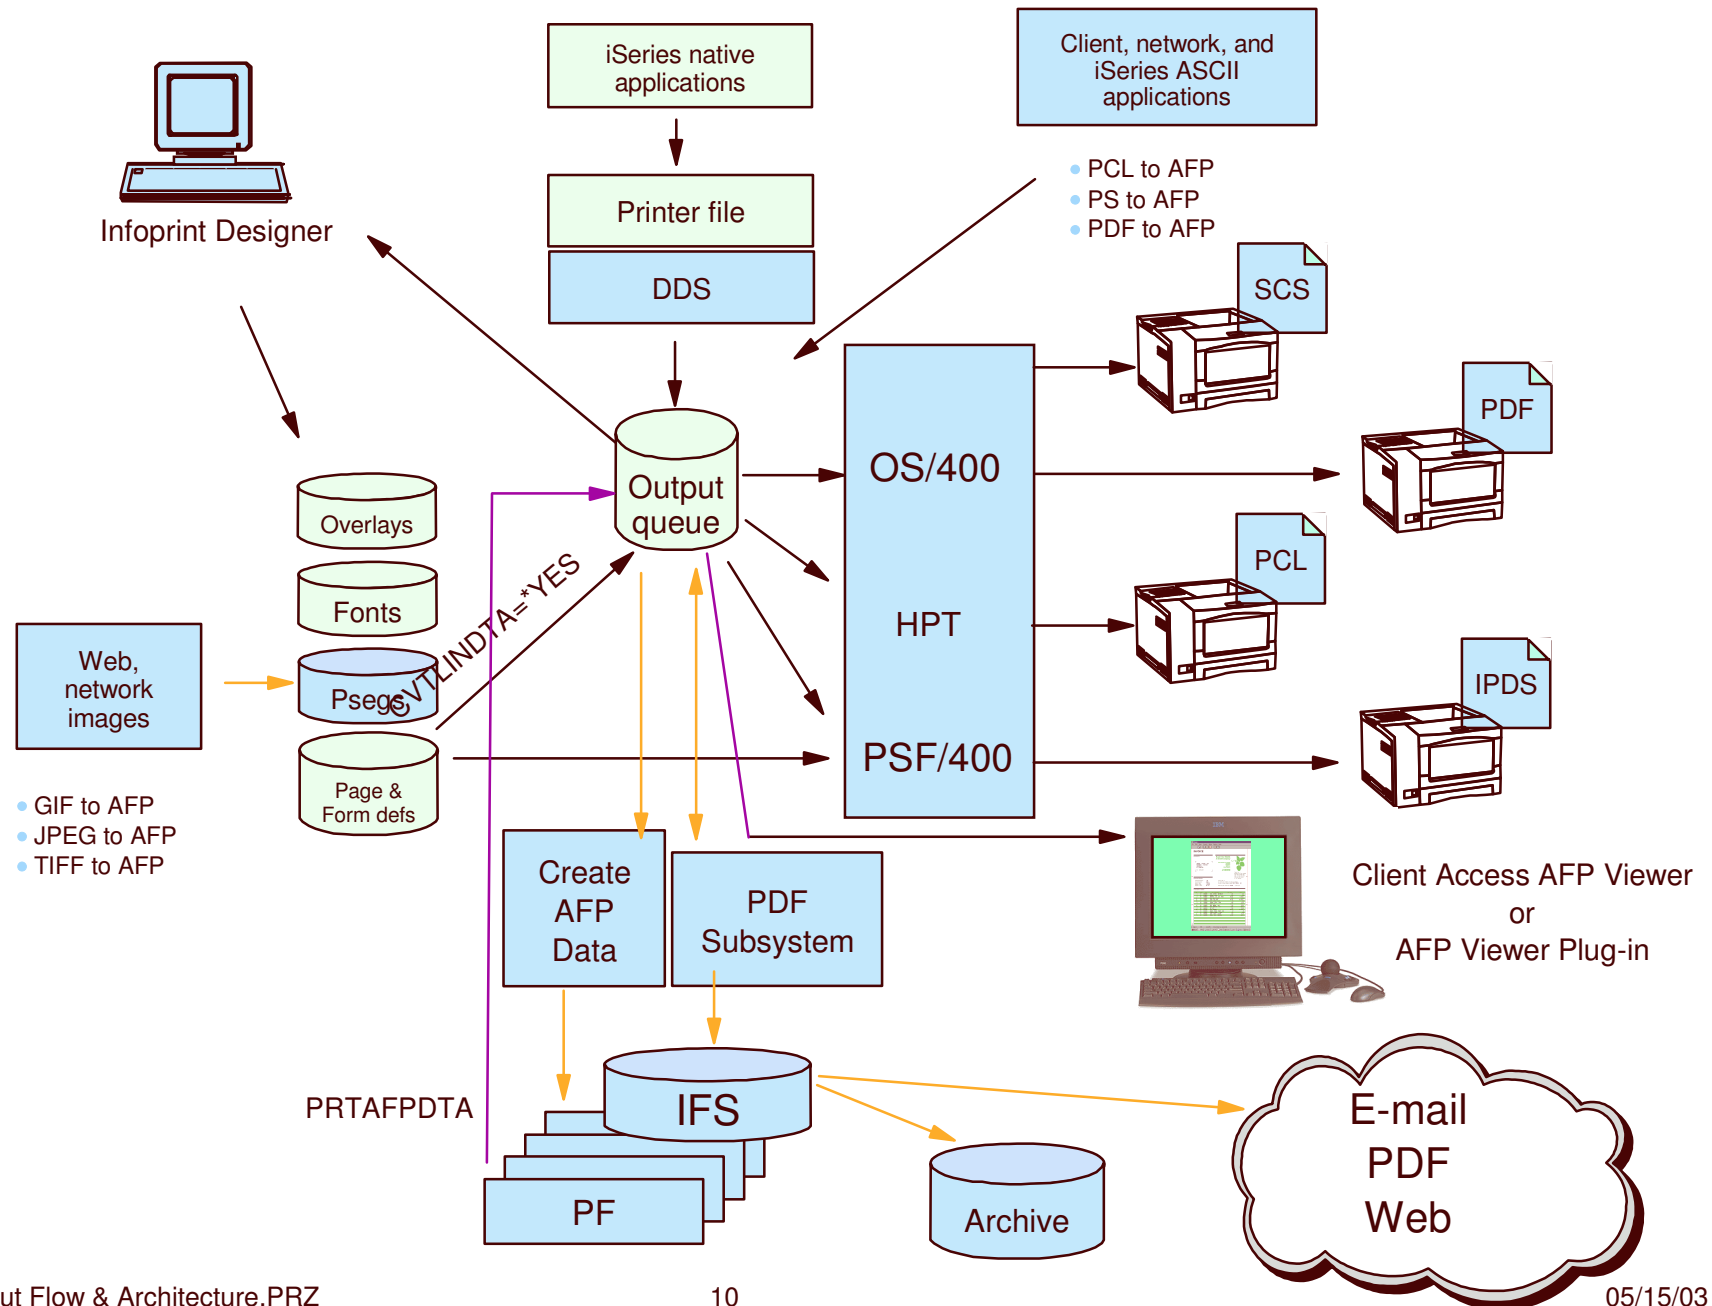 iSeries native
applications
Client, network, and
iSeries ASCII
applications
PCL to AFP
PS to AFP
PDF to AFP
Infoprint Designer
Printer file
DDS
SCS
PDF
OS/400
Output
queue
Overlays
Fonts
PCL
HPT
CVTLINDTA=*YES
Web,
network
images
Psegs
IPDS
PSF/400
Page &
Form defs
GIF to AFP
JPEG to AFP
TIFF to AFP
Create
AFP
Data
PDF
Subsystem
Client Access AFP Viewer
or
AFP Viewer Plug-in
PRTAFPDTA
IFS
PF
Archive
E-mail
PDF
Web
ut Flow & Architecture.PRZ
10
05/15/03